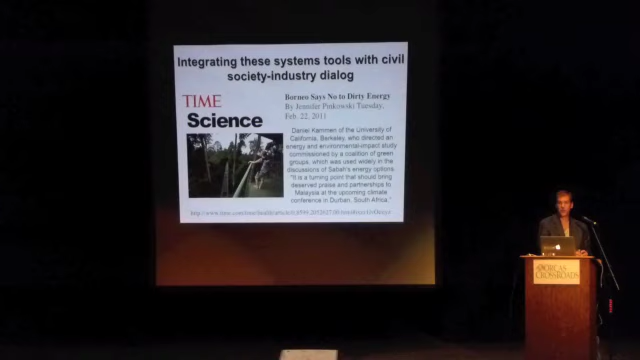 Integrating these systems tools with civil
society-industry dialog
TIME
Science
Borneo Says No to Dirty Energy
By Jennifer Pinkowski Tuesday,
Feb. 22, 2011
Daniel Kammen of the University of
California, Berkeley, who directed an
energy and environmental-impact study
commissioned by a coalition of green
groups, which was used widely in the
discussions of Sabah's energy options.
"It is a turning point that should bring
deserved praise and partnerships to
Malaysia at the upcoming climate
conference in Durban, South Africa."
ORCAS
CROSSROADS